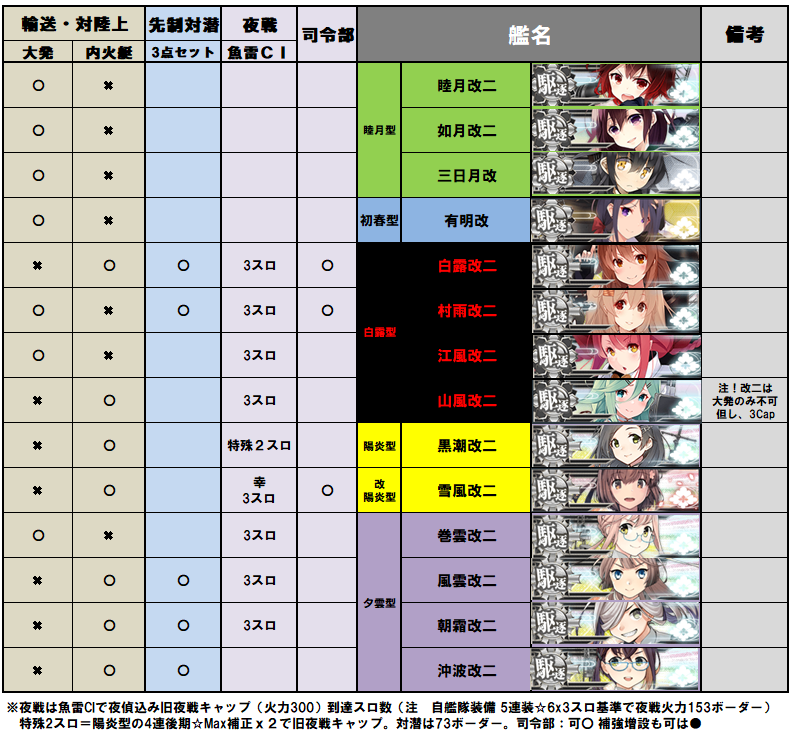 輸送・対陸上 先制対潜 夜戦 司令部 艦名 備考
大発 内火艇 3点セット 魚雷CI
〇 ✖ 睦月型 睦月改二 駆逐
〇 ✖ 如月改二 駆逐
〇 ✖ 三日月改 駆逐
〇 ✖ 初春型 有明改 駆逐
✖ 〇 〇 3スロ 〇 白露型 白露改二 駆逐
〇 ✖ 〇 3スロ 〇 村雨改二 駆逐
〇 ✖ 3スロ 江風改二 駆逐
✖ 〇 3スロ 山風改二 駆逐
注!改二は
大発のみ不可
但し、3Cap
✖ 〇 特殊2スロ 陽炎型 黒潮改二 駆逐
✖ 〇 幸
3スロ 〇 改
陽炎型 雪風改二 駆逐
〇 ✖ 3スロ 夕雲型 巻雲改二 駆逐
✖ 〇 〇 3スロ 風雲改二 駆逐
✖ 〇 〇 3スロ 朝霜改二 駆逐
✖ 〇 〇 沖波改二 駆逐
※夜戦は魚雷CIで夜偵込み旧夜戦キャップ(火力300)到達スロ数(注 自艦隊装備 5連装☆6x3スロ基準で夜戦火力153ボーダー)
特殊2スロ=陽炎型の4連後期☆Max補正x2で旧夜戦キャップ。対潜は73ボーダー。司令部:可〇 補強増設も可は●